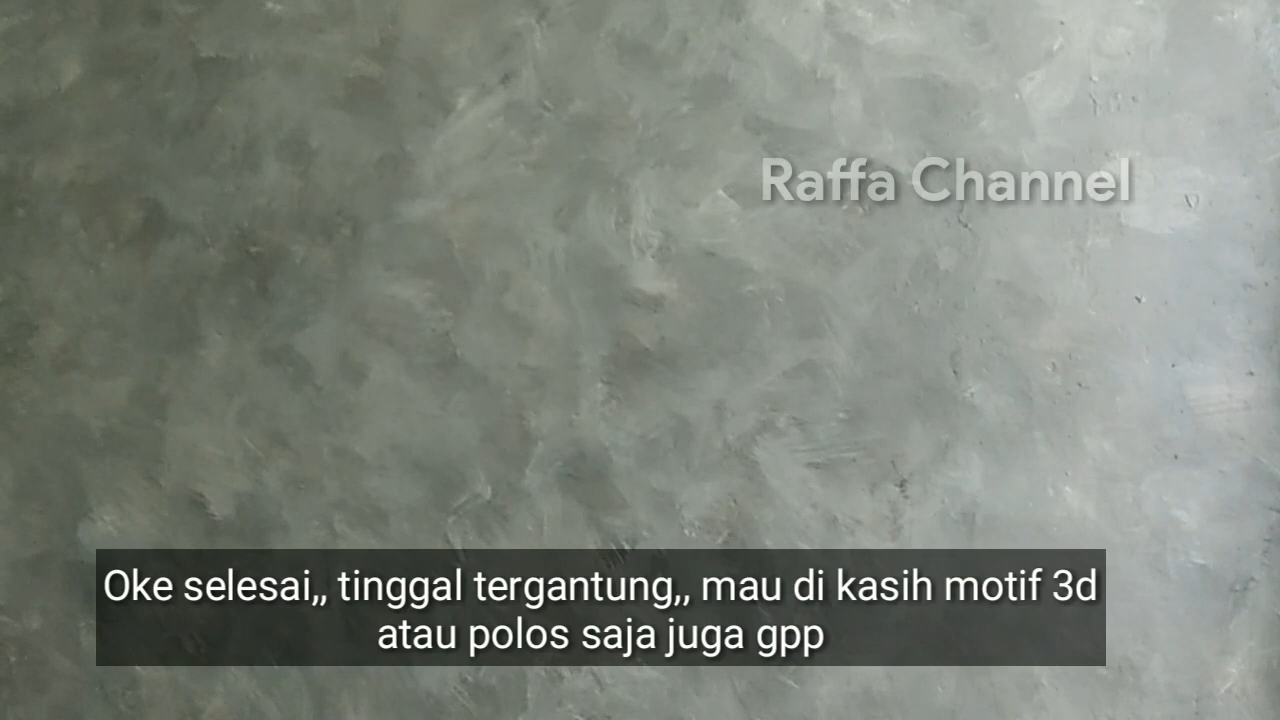 Raffa Channel
Oke selesai,, tinggal tergantung,, mau di kasih motif 3d
atau polos saja juga gpp